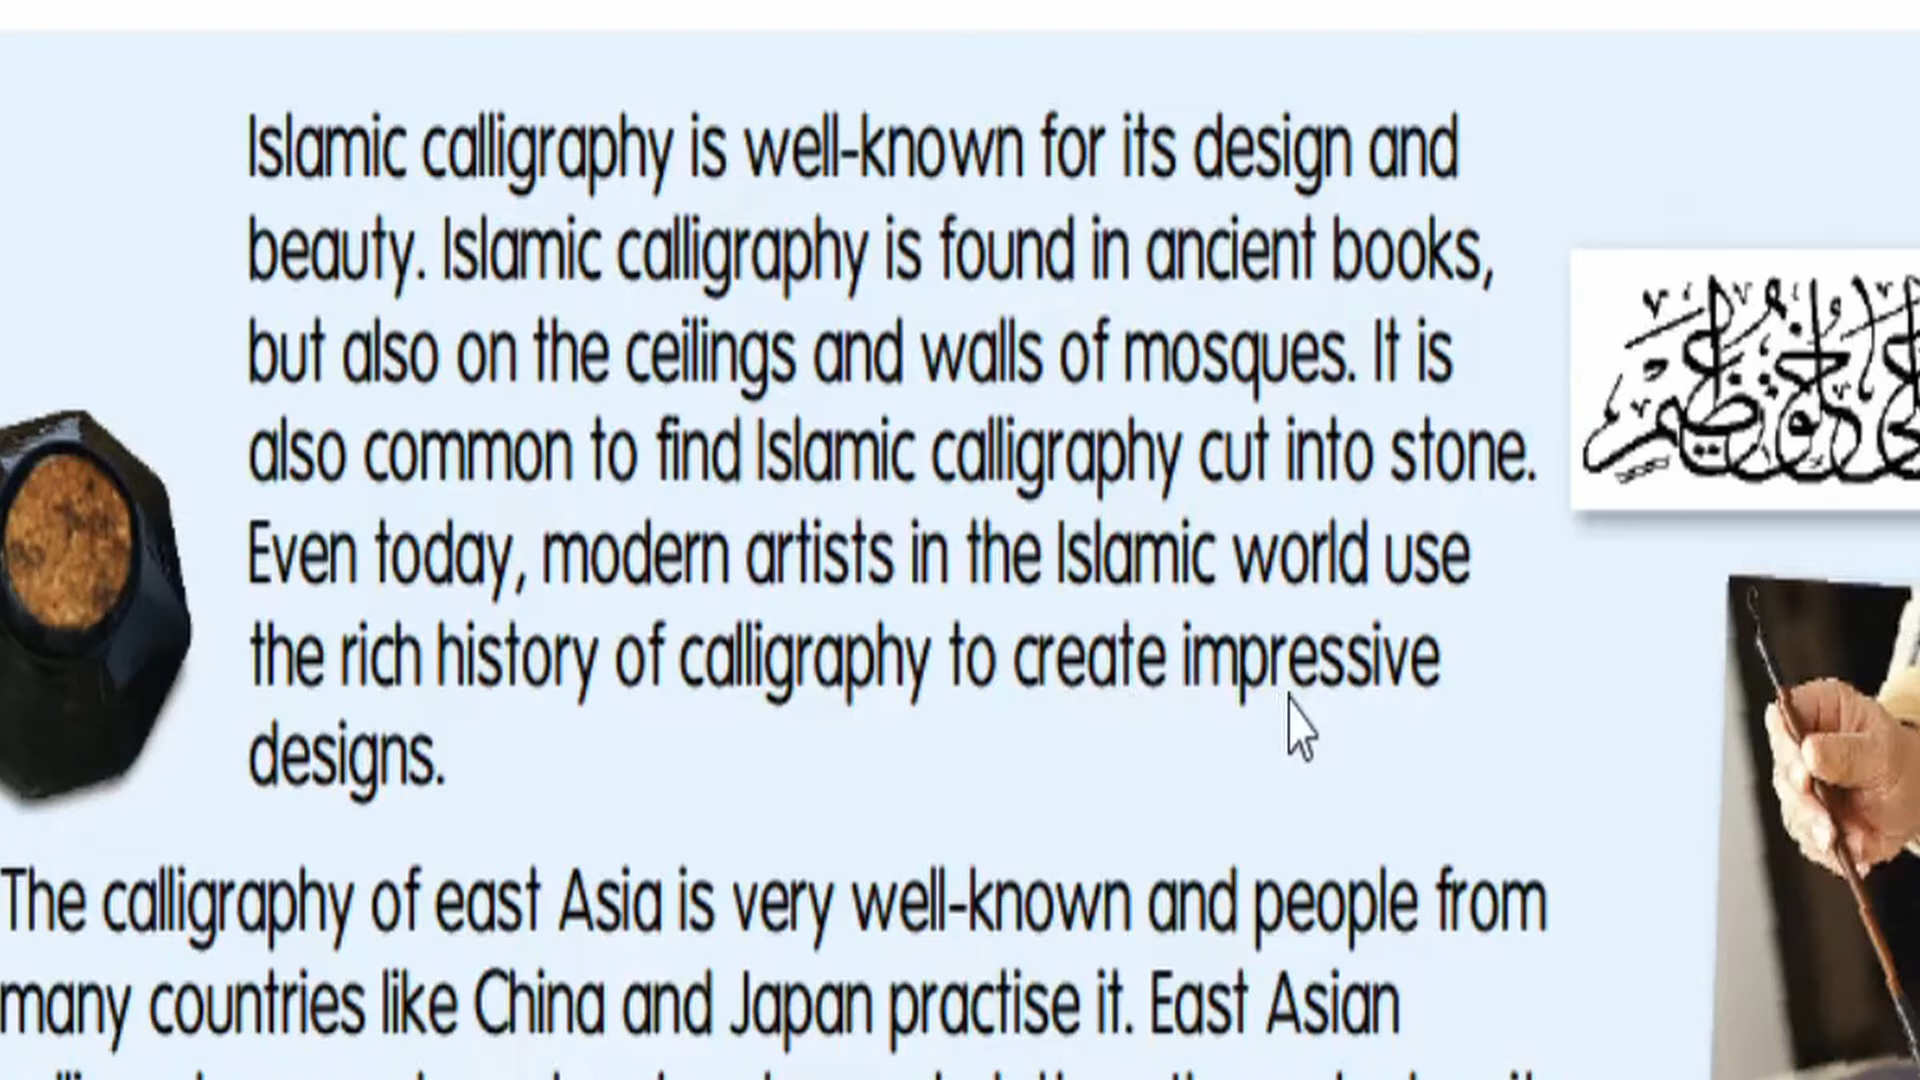 Islamic calligraphy is well-known for its design and
beauty. Islamic calligraphy is found in ancient books,
but also on the ceilings and walls of mosques. It is
also common to find Islamic calligraphy cut into stone.
Even today, modern artists in the Islamic world use
the rich history of calligraphy to create impressive
designs.
The calligraphy of east Asia is very well-known and people from
many countries like China and Japan practise it. East Asian